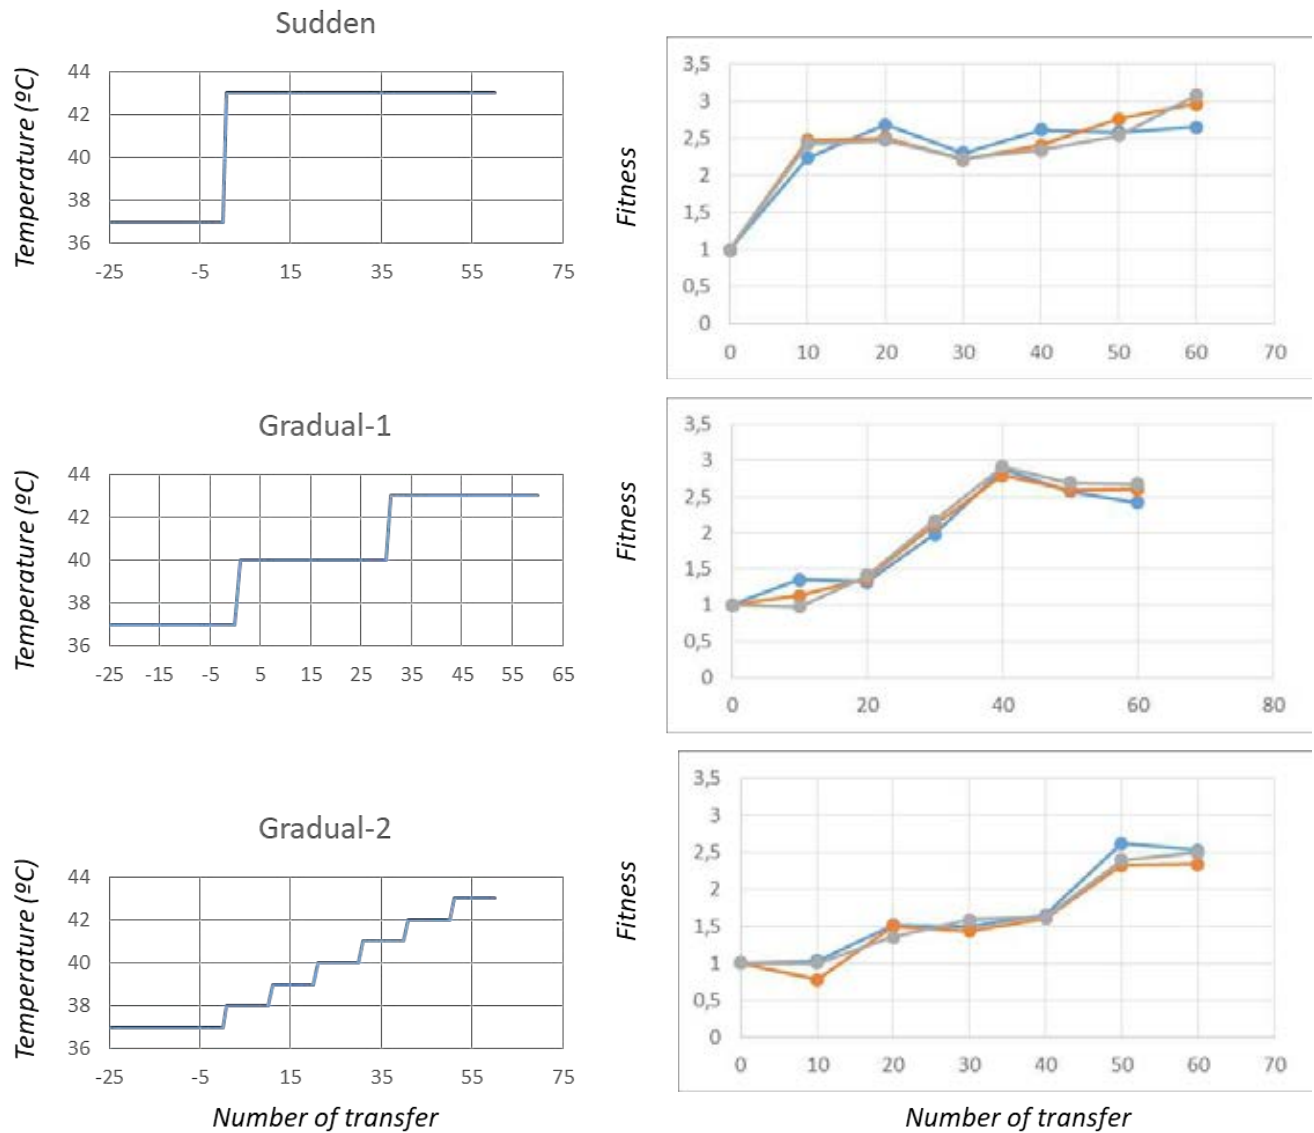 Sudden
Temperature (ºC)
44
42
40
38
36
-25 -5 15 35 55 75
Fitness
3,5
3
2,5
2
1,5
1
0,5
0
0 10 20 30 40 50 60 70
Gradual-1
Temperature (ºC)
44
42
40
38
36
-25 -15 -5 5 15 25 35 45 55 65
Fitness
3,5
3
2,5
2
1,5
1
0,5
0
0 20 40 60 80
Gradual-2
Temperature (ºC)
44
42
40
38
36
-25 -5 15 35 55 75
Number of transfer
Fitness
3,5
3
2,5
2
1,5
1
0,5
0
0 10 20 30 40 50 60 70
Number of transfer